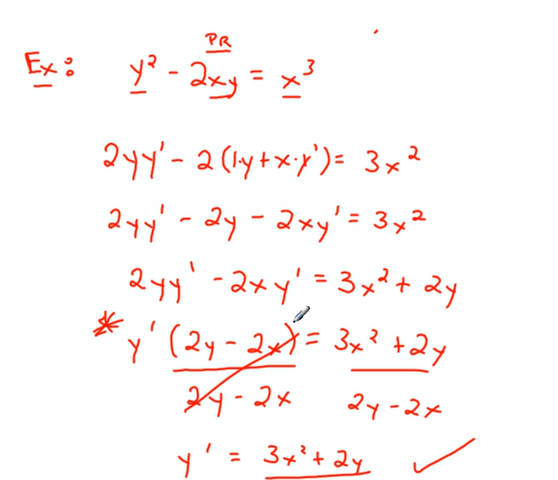 PR
Ex: y² - 2xy = x³
2yy' - 2(1·y + x·y') = 3x²
2yy' - 2y - 2xy' = 3x²
2yy' - 2xy' = 3x² + 2y
* y' (2y - 2x) = 3x² + 2y
2y - 2x 2y - 2x
y' = 3x² + 2y ✓